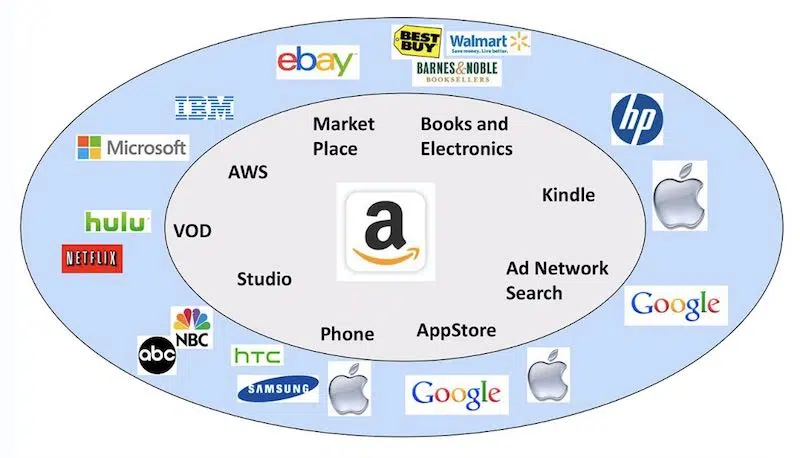 ebay
BEST
BUY
Walmart
Save money. Live better.
BARNES&NOBLE
BOOKSELLERS
IBM
hp
Microsoft
Market
Place
Books and
Electronics
AWS
Kindle
hulu
VOD
a
NETFLIX
Studio
Ad Network
Search
Google
NBC
abc
Phone
AppStore
hTC
SAMSUNG
Google